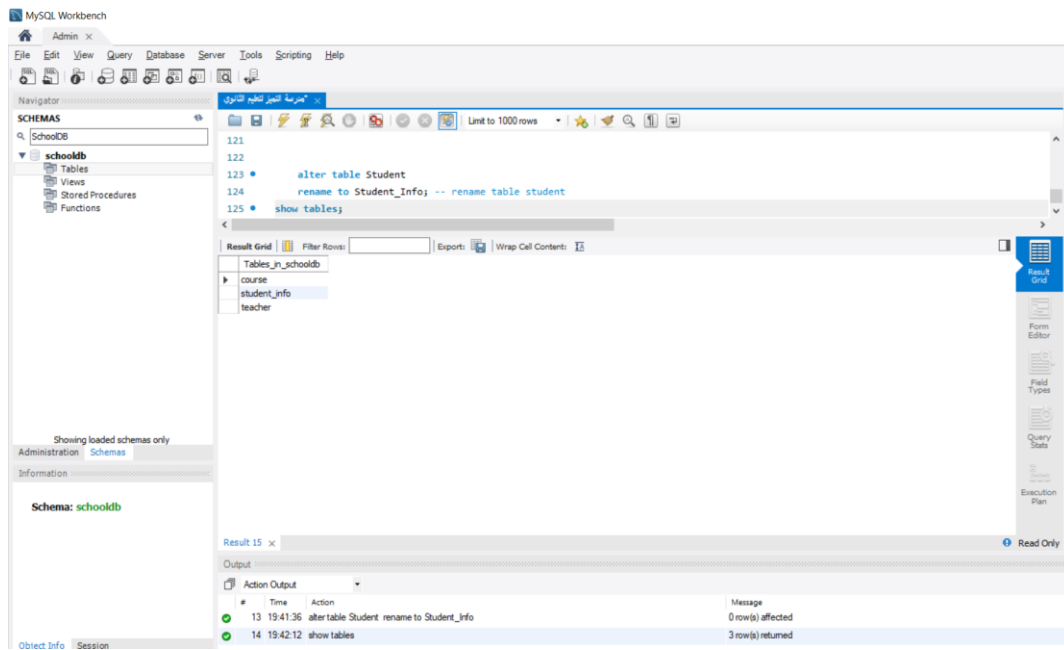 MySQL Workbench
Admin ×
File Edit View Query Database Server Tools Scripting Help
Navigator
SCHEMAS
SchoolDB
schooldb
Tables
Views
Stored Procedures
Functions
Showing loaded schemas only
Administration Schemas
Information
Schema: schooldb
Object Info Session
*مدرسة التميز لتعليم الثانوي ×
Limit to 1000 rows
121
122
123 alter table Student
124 rename to Student_Info; -- rename table student
125 show tables;
Result Grid Filter Rows: Export: Wrap Cell Content:
Tables_in_schooldb
course
student_info
teacher
Result Grid
Form Editor
Field Types
Query Stats
Execution Plan
Result 15 ×
Read Only
Output
Action Output
# Time Action Message
13 19:41:36 alter table Student rename to Student_Info 0 row(s) affected
14 19:42:12 show tables 3 row(s) returned